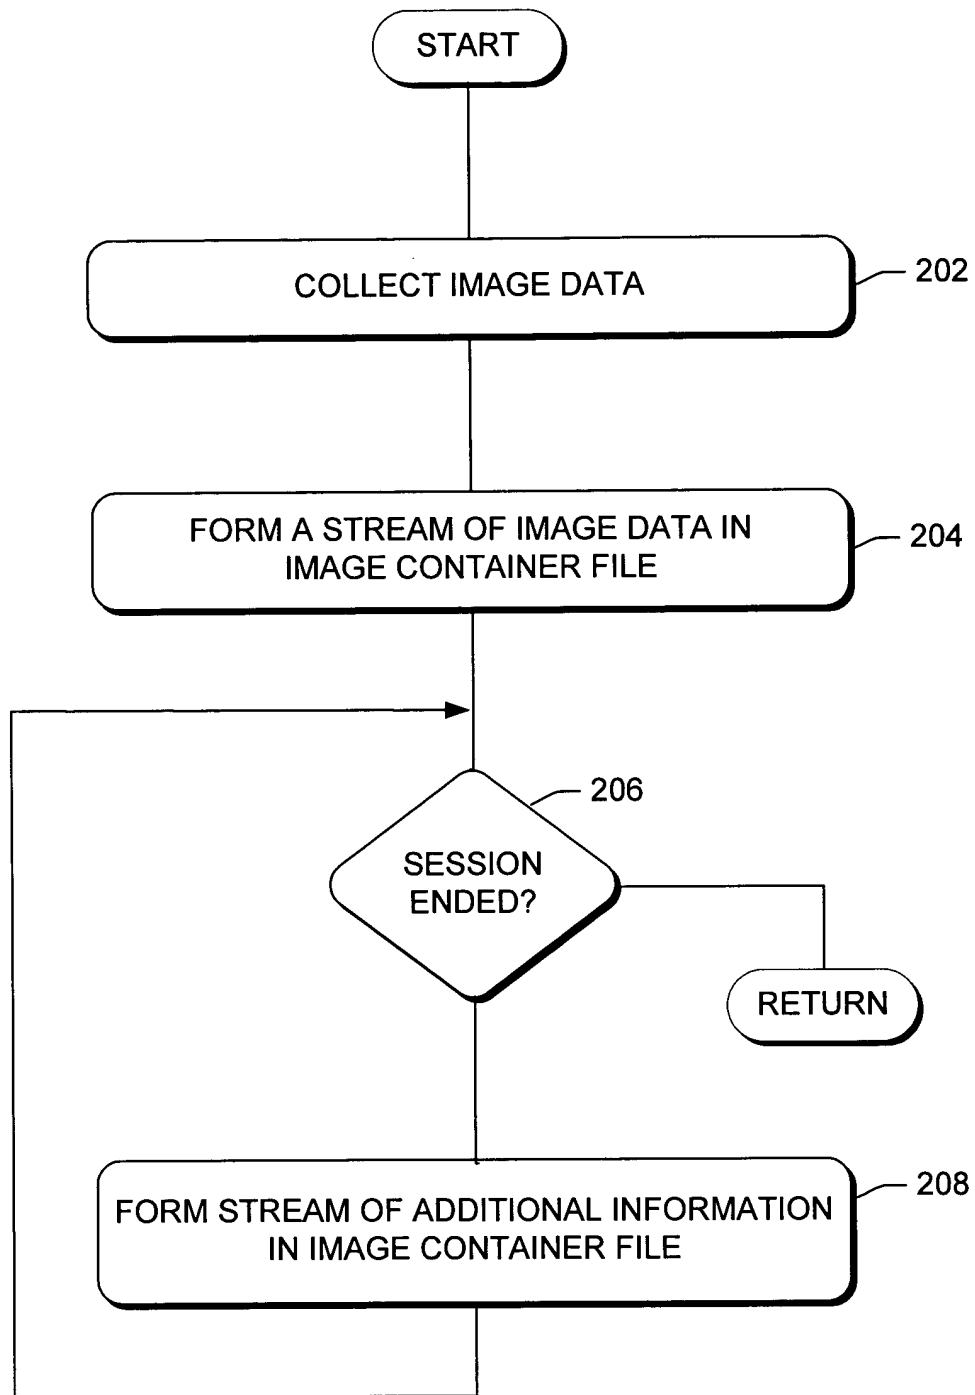 START
COLLECT IMAGE DATA
202
FORM A STREAM OF IMAGE DATA IN
IMAGE CONTAINER FILE
204
206
SESSION
ENDED?
RETURN
FORM STREAM OF ADDITIONAL INFORMATION
IN IMAGE CONTAINER FILE
208